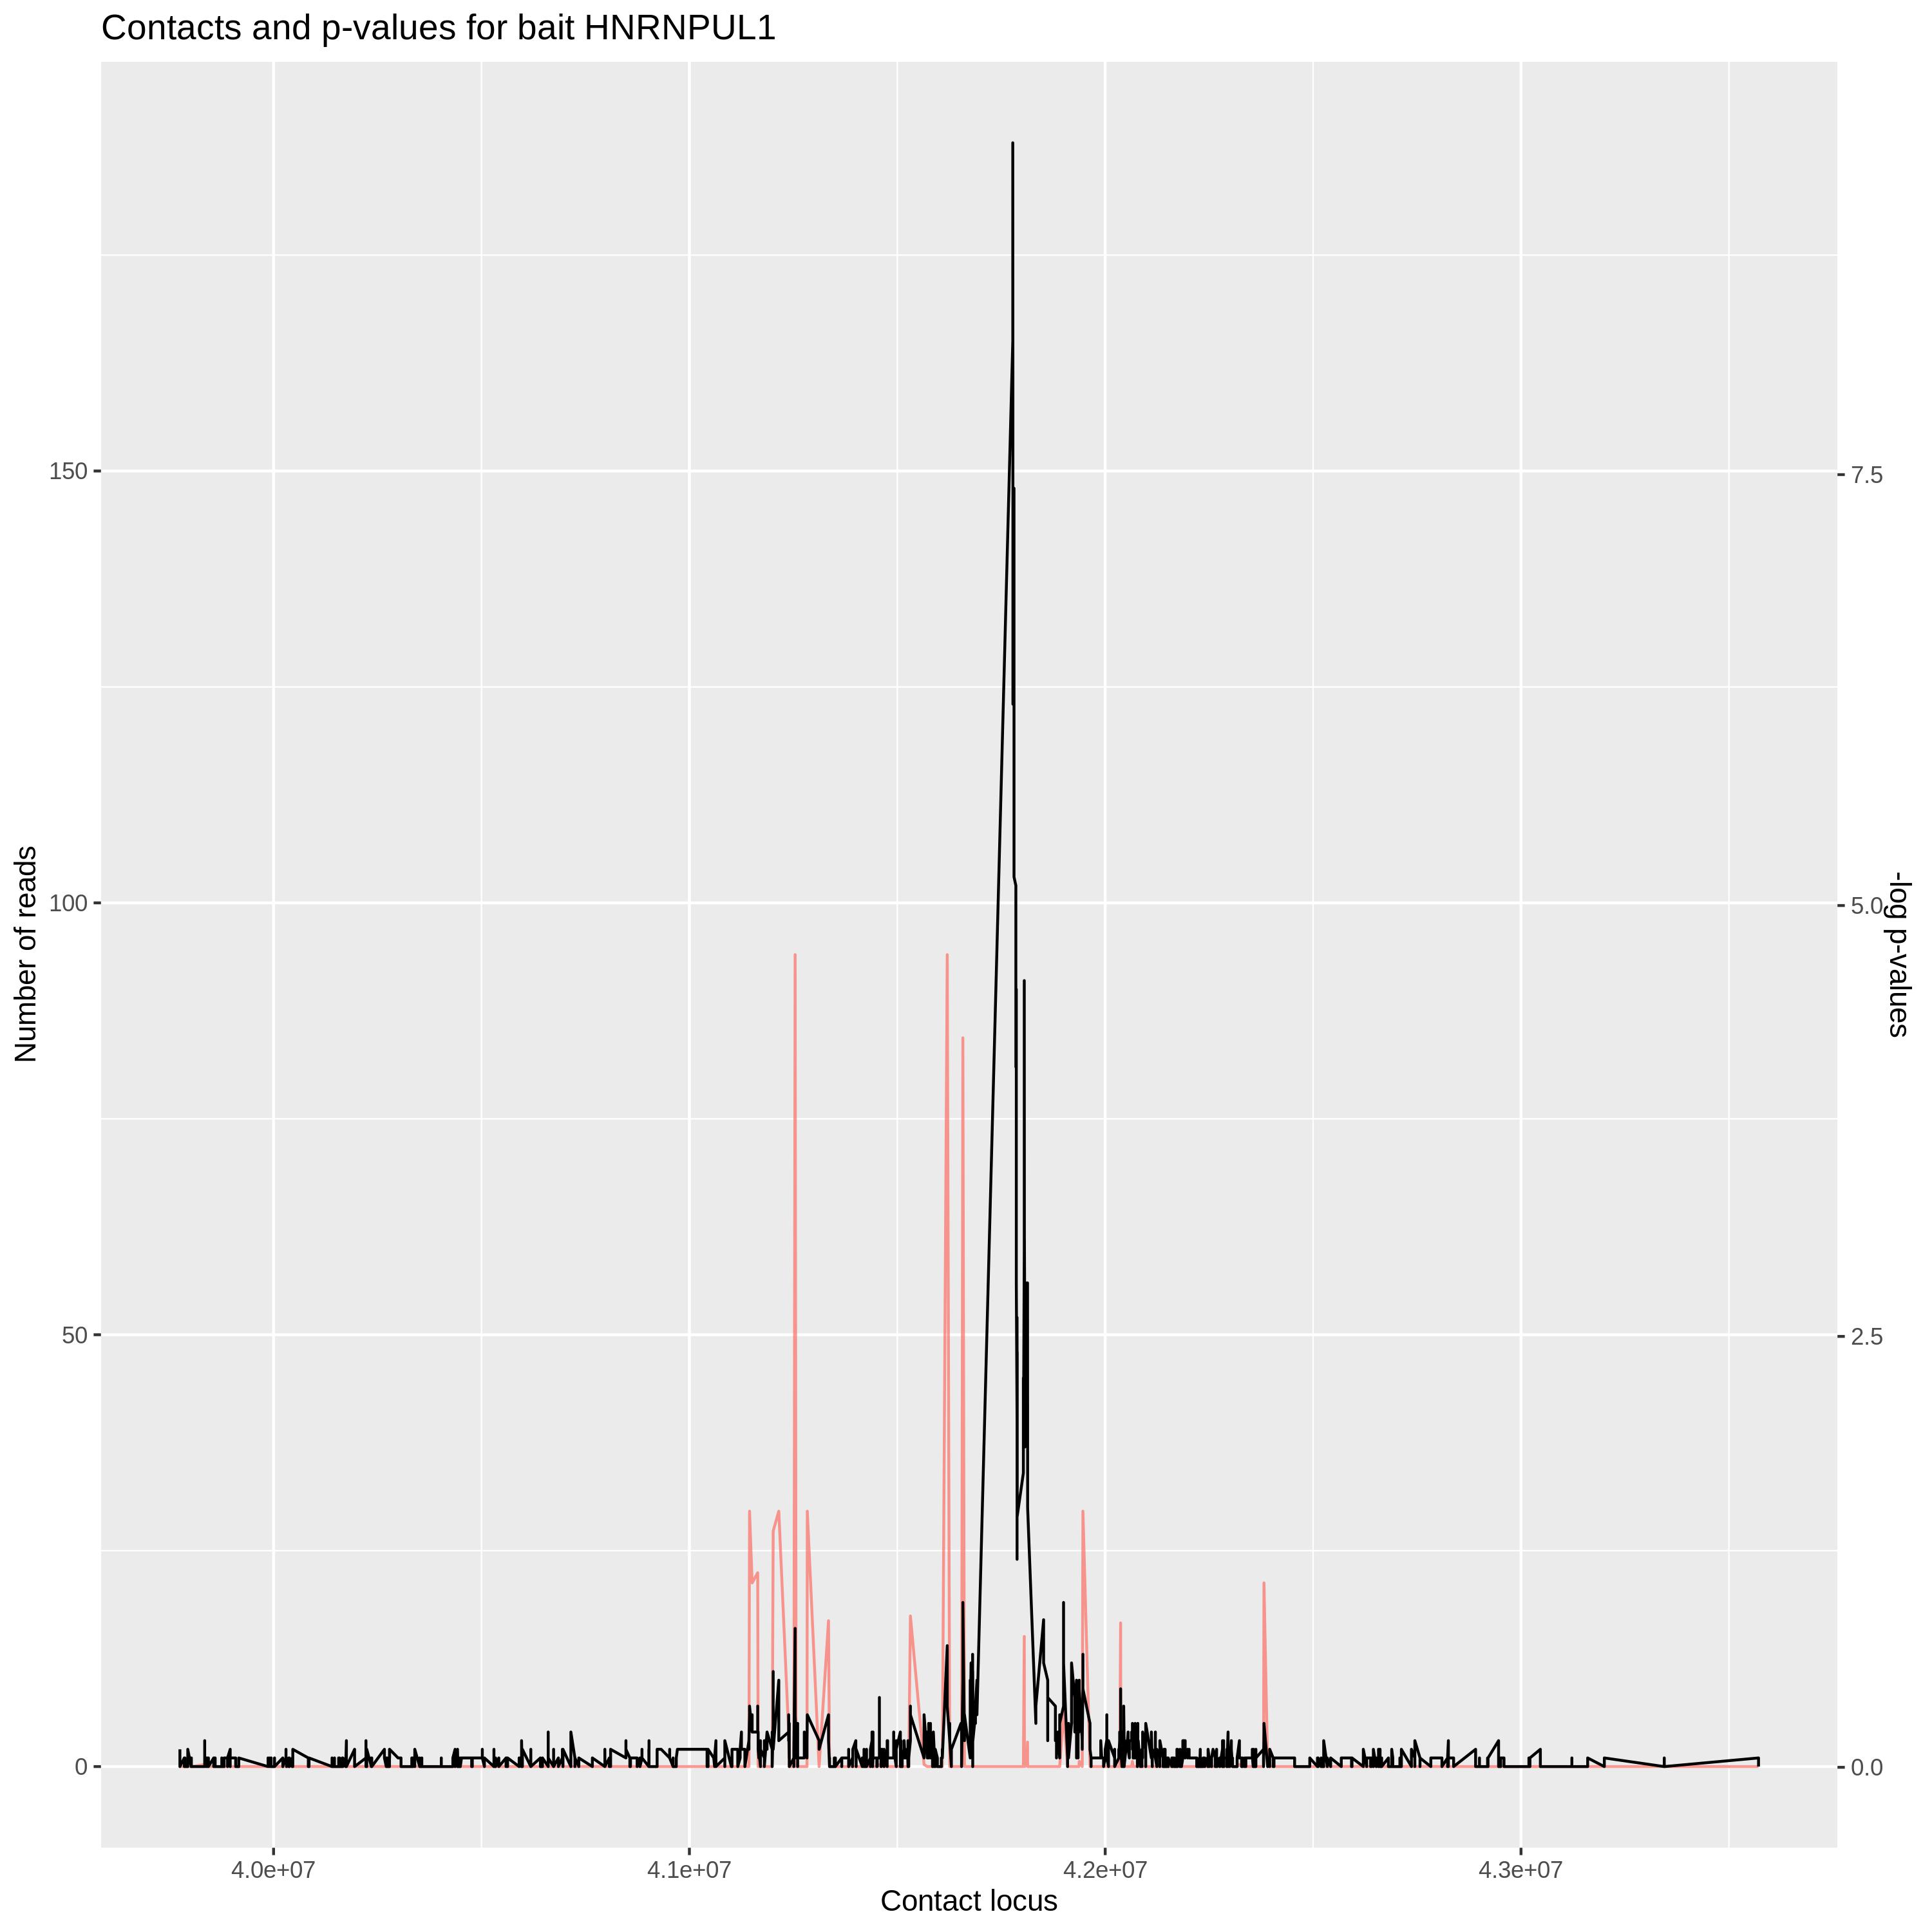 Contacts and p-values for bait HNRNPUL1
150
100
50
0
Number of reads
7.5
5.0
2.5
0.0
-log p-values
4.0e+07
4.1e+07
4.2e+07
4.3e+07
Contact locus